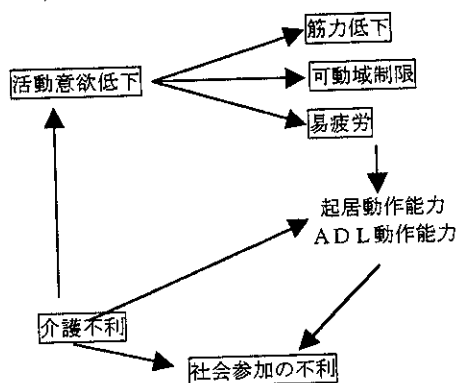 筋力低下
活動意欲低下
可動域制限
易疲労
起居動作能力
ＡＤＬ動作能力
介護不利
社会参加の不利